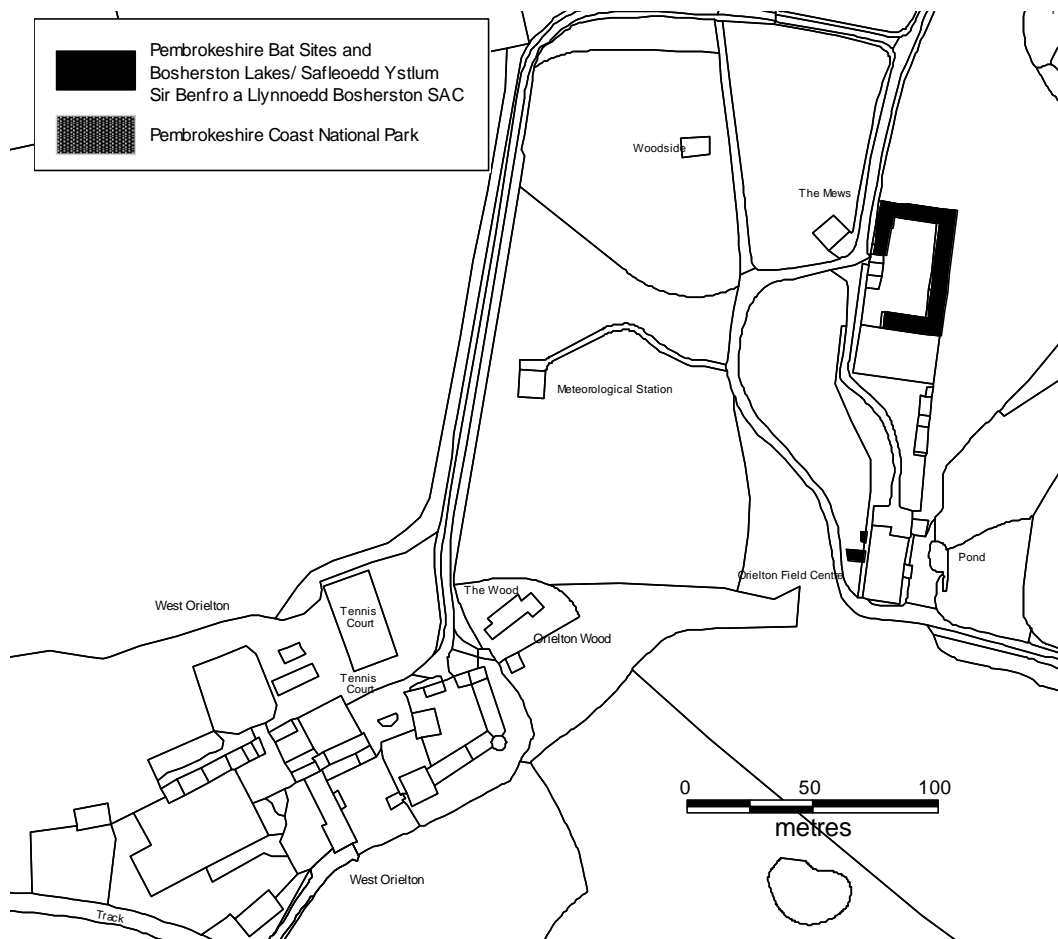 Pembrokeshire Bat Sites and
Bosherston Lakes/ Safleoedd Ystlum
Sir Benfro a Llynnoedd Bosherston SAC
Pembrokeshire Coast National Park
Woodside
The Mews
Meteorological Station
Pond
Orielton Field Centre
The Wood
West Orielton
Tennis
Court
Orielton Wood
Tennis
Court
0 50 100
metres
West Orielton
Track